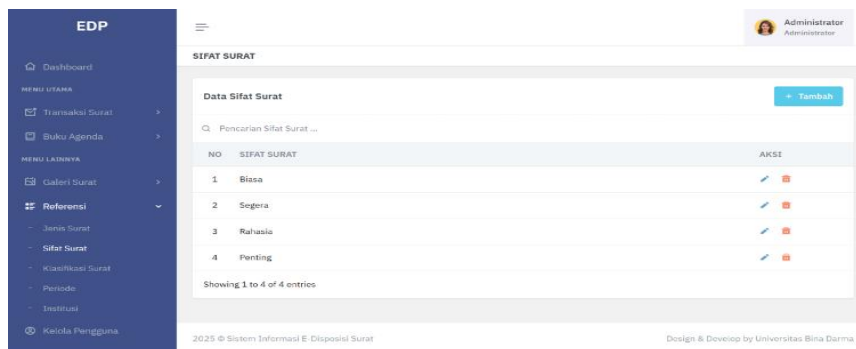 EDP
Administrator
Administrator
Dashboard
MENU UTAMA
Transaksi Surat
Buku Agenda
MENU LAINNYA
Galeri Surat
Referensi
Jenis Surat
Sifat Surat
Klasifikasi Surat
Periode
Institusi
Kelola Pengguna
SIFAT SURAT
Data Sifat Surat
+ Tambah
Pencarian Sifat Surat ...
NO SIFAT SURAT AKSI
1 Biasa
2 Segera
3 Rahasia
4 Penting
Showing 1 to 4 of 4 entries
2025 © Sistem Informasi E-Disposisi Surat
Design & Develop by Universitas Bina Darma